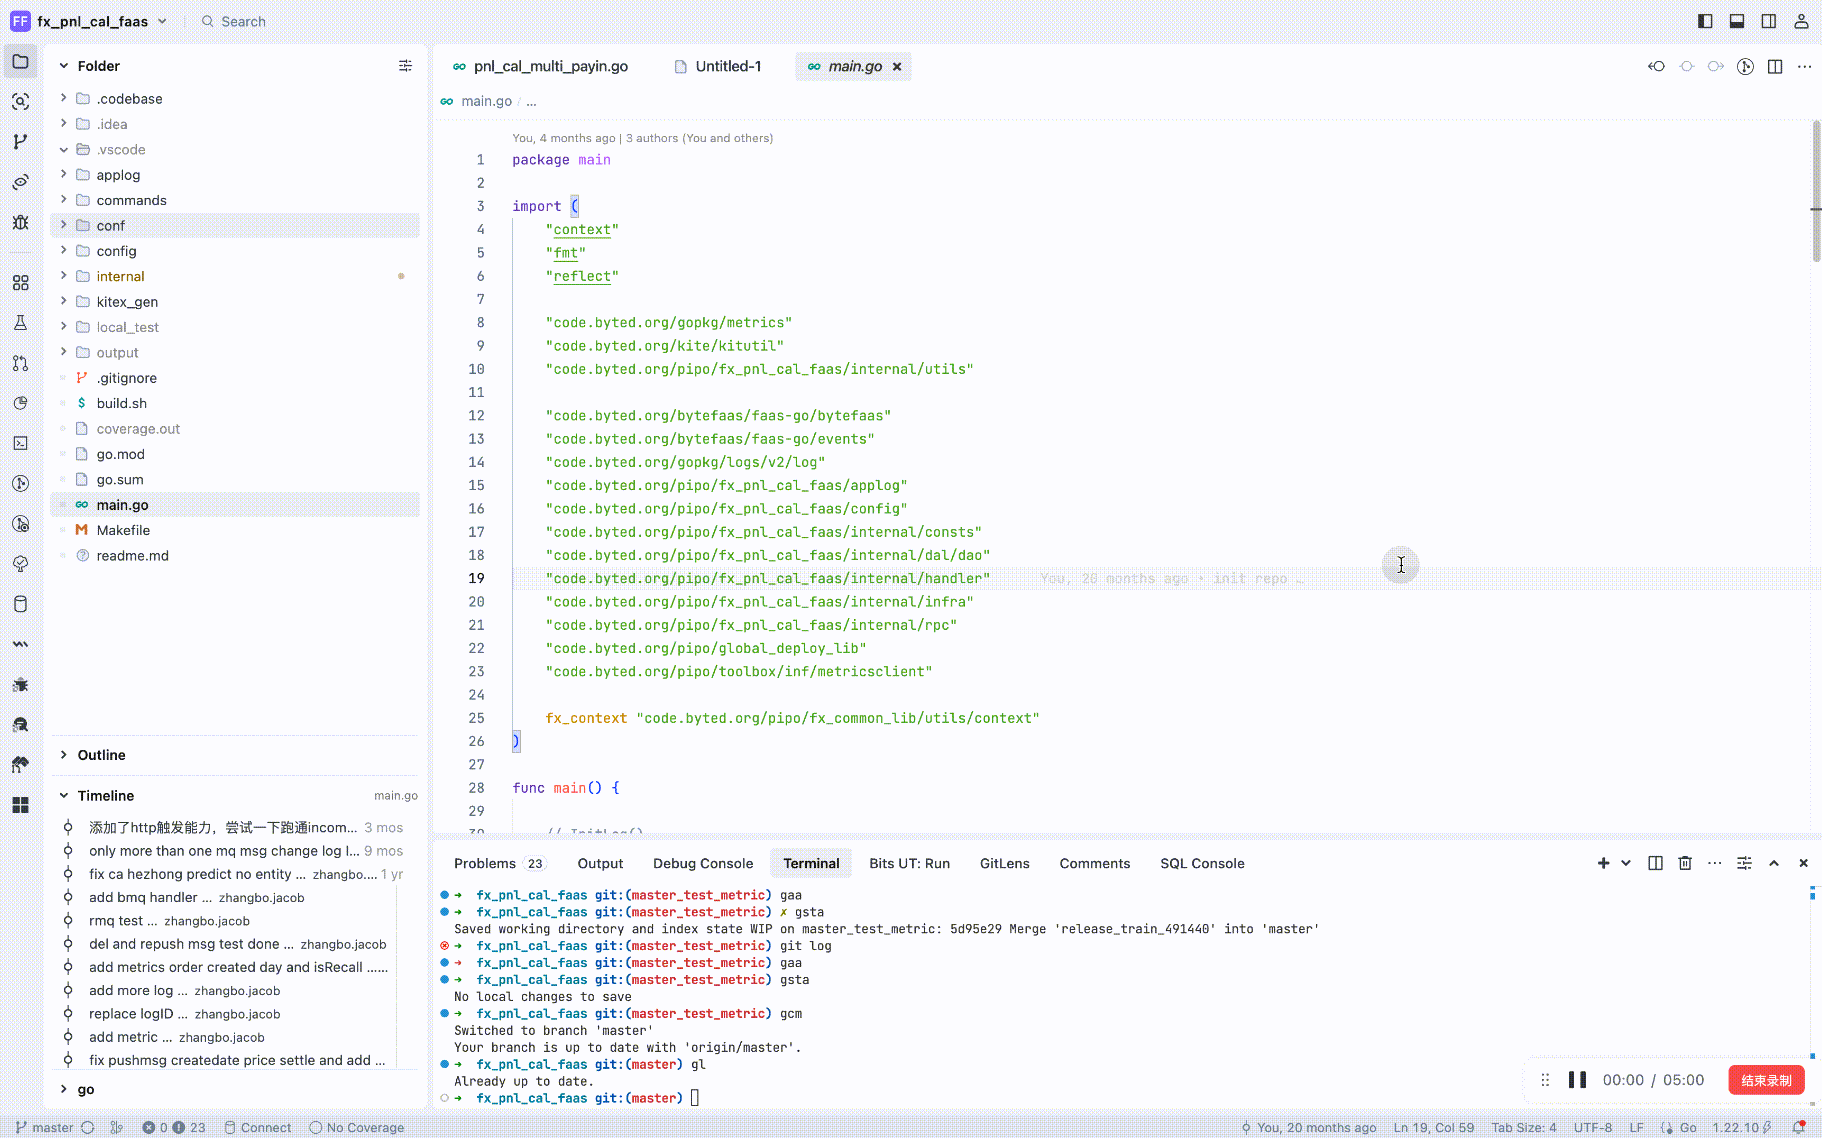 FF fx_pnl_cal_faas Search
Folder
.codebase
.idea
.vscode
applog
commands
conf
config
internal
kitex_gen
local_test
output
.gitignore
$ build.sh
coverage.out
go.mod
go.sum
main.go
M Makefile
readme.md
Outline
Timeline main.go
添加了http触发能力，尝试一下跑通incom... 3 mos
only more than one mq msg change log l... 9 mos
fix ca hezhong predict no entity ... zhangbo.... 1 yr
add bmq handler ... zhangbo.jacob
rmq test ... zhangbo.jacob
del and repush msg test done ... zhangbo.jacob
add metrics order created day and isRecall ......
add more log ... zhangbo.jacob
replace logID ... zhangbo.jacob
add metric ... zhangbo.jacob
fix pushmsg createdate price settle and add ...
go
pnl_cal_multi_payin.go Untitled-1 main.go
main.go / ...
You, 4 months ago | 3 authors (You and others)
1 package main
2
3 import (
4 "context"
5 "fmt"
6 "reflect"
7
8 "code.byted.org/gopkg/metrics"
9 "code.byted.org/kite/kitutil"
10 "code.byted.org/pipo/fx_pnl_cal_faas/internal/utils"
11
12 "code.byted.org/bytefaas/faas-go/bytefaas"
13 "code.byted.org/bytefaas/faas-go/events"
14 "code.byted.org/gopkg/logs/v2/log"
15 "code.byted.org/pipo/fx_pnl_cal_faas/applog"
16 "code.byted.org/pipo/fx_pnl_cal_faas/config"
17 "code.byted.org/pipo/fx_pnl_cal_faas/internal/consts"
18 "code.byted.org/pipo/fx_pnl_cal_faas/internal/dal/dao"
19 "code.byted.org/pipo/fx_pnl_cal_faas/internal/handler" You, 20 months ago • init repo …
20 "code.byted.org/pipo/fx_pnl_cal_faas/internal/infra"
21 "code.byted.org/pipo/fx_pnl_cal_faas/internal/rpc"
22 "code.byted.org/pipo/global_deploy_lib"
23 "code.byted.org/pipo/toolbox/inf/metricsclient"
24
25 fx_context "code.byted.org/pipo/fx_common_lib/utils/context"
26 )
27
28 func main() {
29
30 // InitLog()
Problems 23 Output Debug Console Terminal Bits UT: Run GitLens Comments SQL Console
fx_pnl_cal_faas git:(master_test_metric) gaa
fx_pnl_cal_faas git:(master_test_metric) ✗ gsta
Saved working directory and index state WIP on master_test_metric: 5d95e29 Merge 'release_train_491440' into 'master'
fx_pnl_cal_faas git:(master_test_metric) git log
fx_pnl_cal_faas git:(master_test_metric) gaa
fx_pnl_cal_faas git:(master_test_metric) gsta
No local changes to save
fx_pnl_cal_faas git:(master_test_metric) gcm
Switched to branch 'master'
Your branch is up to date with 'origin/master'.
fx_pnl_cal_faas git:(master) gl
Already up to date.
fx_pnl_cal_faas git:(master)
00:00 / 05:00 结束录制
master 0 23 Connect No Coverage You, 20 months ago Ln 19, Col 59 Tab Size: 4 UTF-8 LF Go 1.22.10